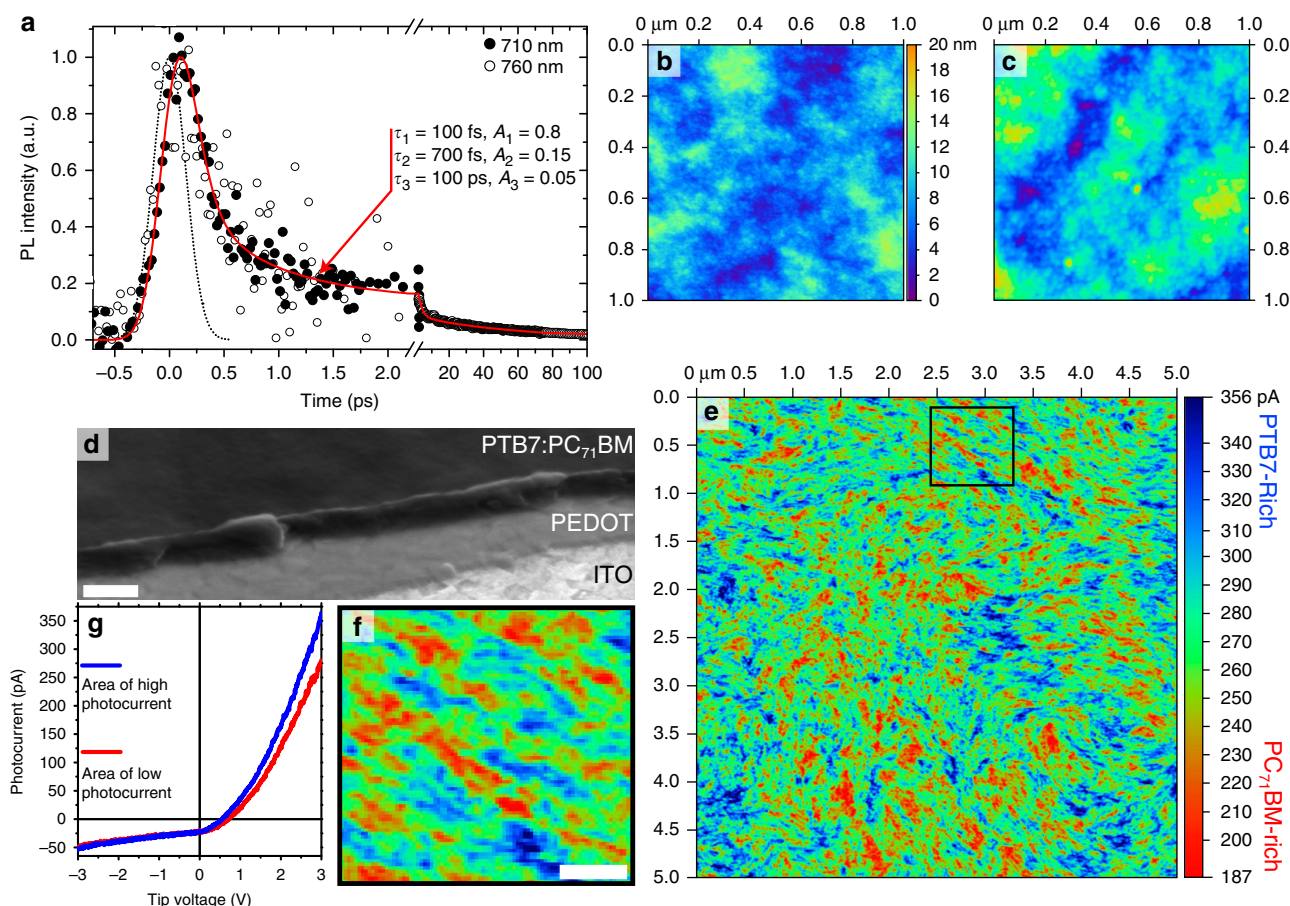 a
PL intensity (a.u.)
1.0
0.8
0.6
0.4
0.2
0.0
710 nm
760 nm
τ1 = 100 fs, A1 = 0.8
τ2 = 700 fs, A2 = 0.15
τ3 = 100 ps, A3 = 0.05
−0.5 0.0 0.5 1.0 1.5 2.0 20 40 60 80 100
Time (ps)
0 μm 0.2 0.4 0.6 0.8 1.0
b
0.0
0.2
0.4
0.6
0.8
1.0
20 nm
18
16
14
12
10
8
6
4
2
0
0 μm 0.2 0.4 0.6 0.8 1.0
c
0.0
0.2
0.4
0.6
0.8
1.0
d
PTB7:PC71BM
PEDOT
ITO
0 μm 0.5 1.0 1.5 2.0 2.5 3.0 3.5 4.0 4.5 5.0
e
0.0
0.5
1.0
1.5
2.0
2.5
3.0
3.5
4.0
4.5
5.0
356 pA
340
330
320
310
300
290
280
270
260
250
240
230
220
210
200
187
PTB7-Rich
PC71BM-rich
g
Photocurrent (pA)
350
300
250
200
150
100
50
0
−50
Area of high
photocurrent
Area of low
photocurrent
−3 −2 −1 0 1 2 3
Tip voltage (V)
f